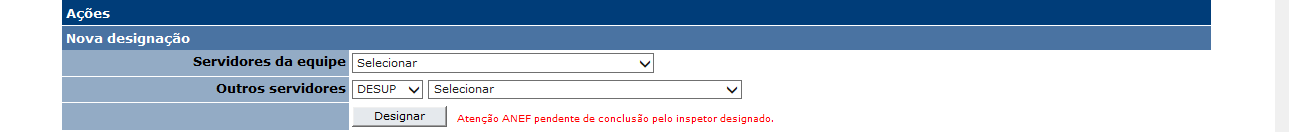 Ações
Nova designação
Servidores da equipe Selecionar
Outros servidores DESUP Selecionar
Designar Atenção ANEF pendente de conclusão pelo inspetor designado.